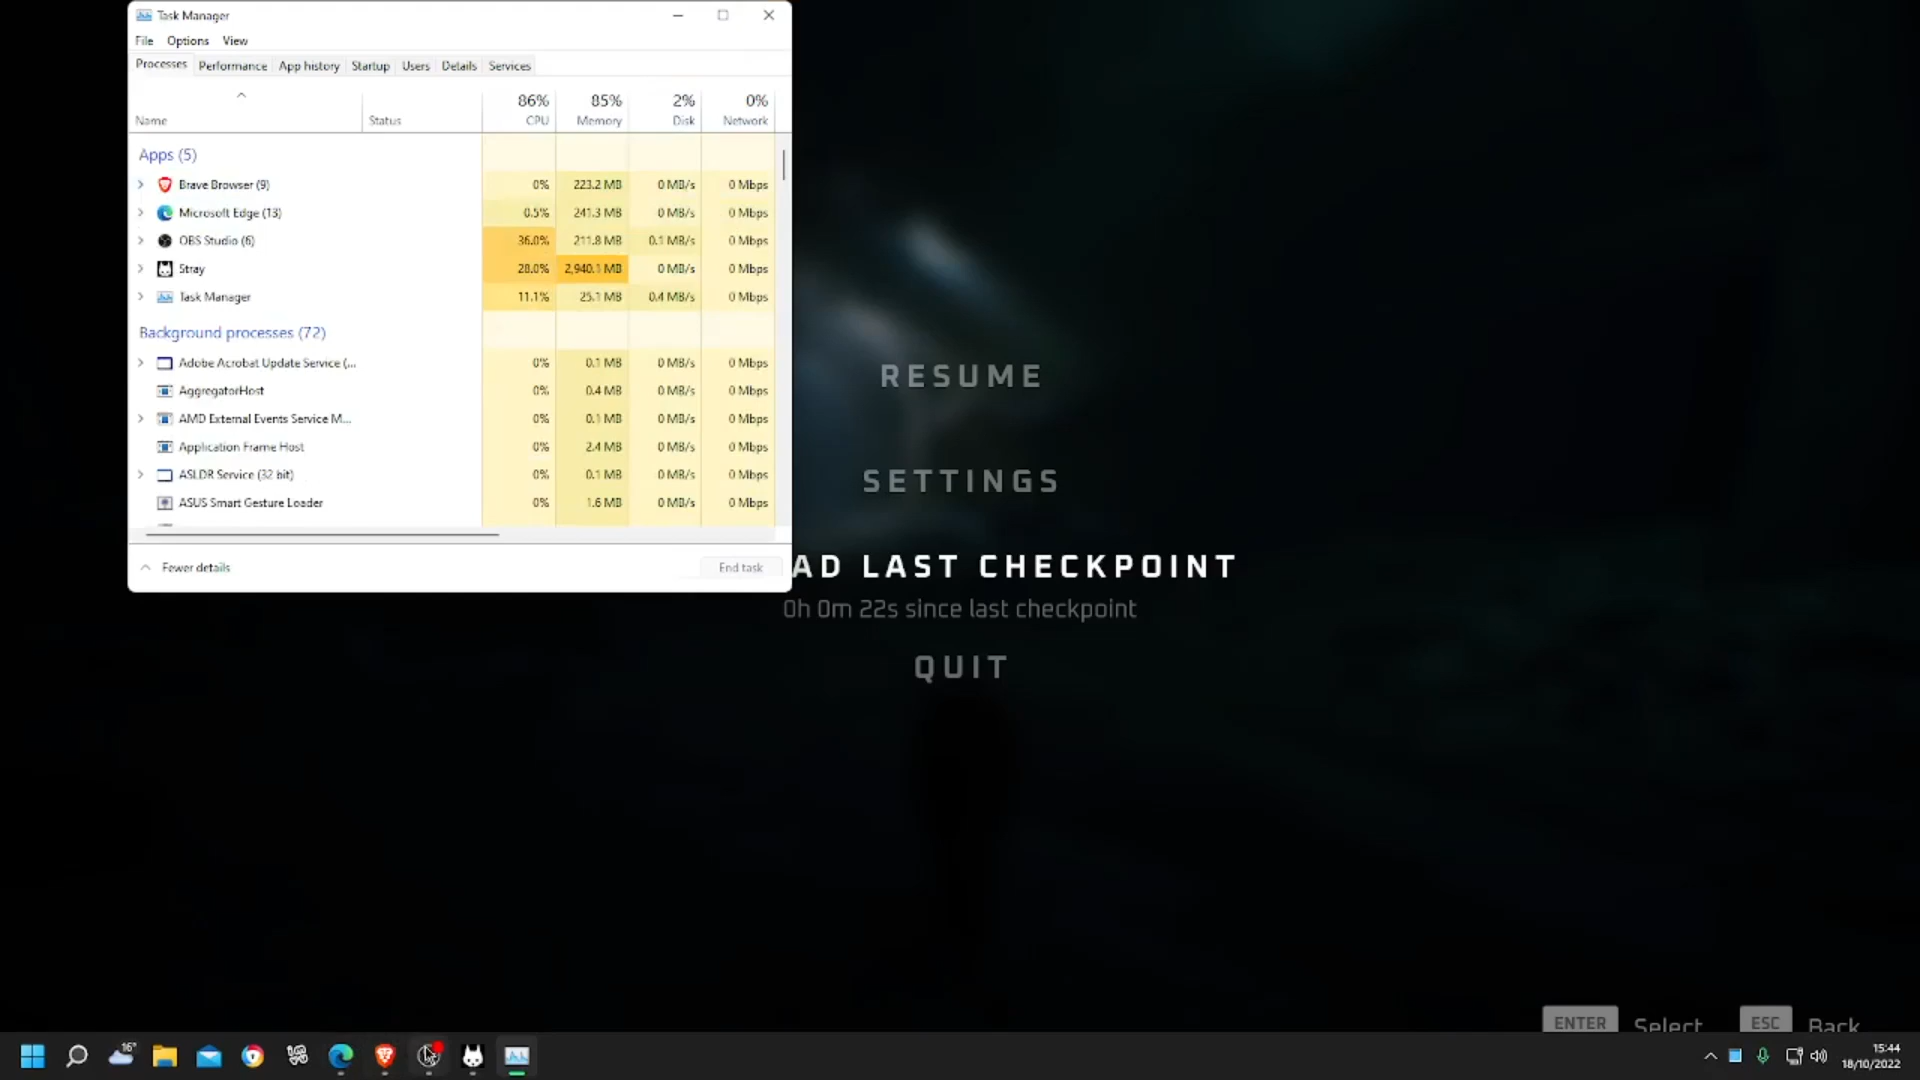 Task Manager
File Options View
Processes Performance App history Startup Users Details Services
86% 85% 2% 0%
Name Status CPU Memory Disk Network
Apps (5)
Brave Browser (9) 0% 223.2 MB 0 MB/s 0 Mbps
Microsoft Edge (13) 0.5% 241.3 MB 0 MB/s 0 Mbps
OBS Studio (6) 36.0% 211.8 MB 0.1 MB/s 0 Mbps
Stray 28.0% 2,940.1 MB 0 MB/s 0 Mbps
Task Manager 11.1% 25.1 MB 0.4 MB/s 0 Mbps
Background processes (72)
Adobe Acrobat Update Service (... 0% 0.1 MB 0 MB/s 0 Mbps
AggregatorHost 0% 0.4 MB 0 MB/s 0 Mbps
AMD External Events Service M... 0% 0.1 MB 0 MB/s 0 Mbps
Application Frame Host 0% 2.4 MB 0 MB/s 0 Mbps
ASLDR Service (32 bit) 0% 0.1 MB 0 MB/s 0 Mbps
ASUS Smart Gesture Loader 0% 1.6 MB 0 MB/s 0 Mbps
Fewer details End task
RESUME
SETTINGS
AD LAST CHECKPOINT
0h 0m 22s since last checkpoint
QUIT
ENTER Select ESC Back
16°
15:44
18/10/2022